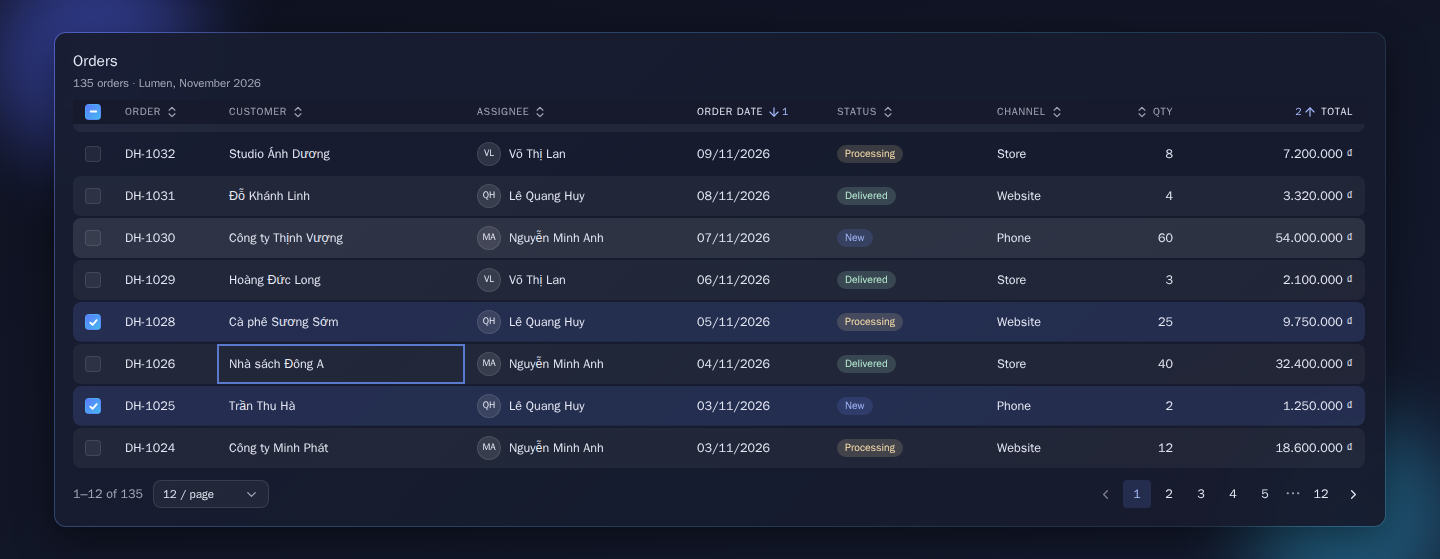 Orders
135 orders · Lumen, November 2026
ORDER CUSTOMER ASSIGNEE ORDER DATE 1 STATUS CHANNEL QTY 2 TOTAL
DH-1032 Studio Ánh Dương VL Võ Thị Lan 09/11/2026 Processing Store 8 7.200.000 ₫
DH-1031 Đỗ Khánh Linh QH Lê Quang Huy 08/11/2026 Delivered Website 4 3.320.000 ₫
DH-1030 Công ty Thịnh Vượng MA Nguyễn Minh Anh 07/11/2026 New Phone 60 54.000.000 ₫
DH-1029 Hoàng Đức Long VL Võ Thị Lan 06/11/2026 Delivered Store 3 2.100.000 ₫
DH-1028 Cà phê Sương Sớm QH Lê Quang Huy 05/11/2026 Processing Website 25 9.750.000 ₫
DH-1026 Nhà sách Đông A MA Nguyễn Minh Anh 04/11/2026 Delivered Store 40 32.400.000 ₫
DH-1025 Trần Thu Hà QH Lê Quang Huy 03/11/2026 New Phone 2 1.250.000 ₫
DH-1024 Công ty Minh Phát MA Nguyễn Minh Anh 03/11/2026 Processing Website 12 18.600.000 ₫
1–12 of 135 12 / page 1 2 3 4 5 ••• 12